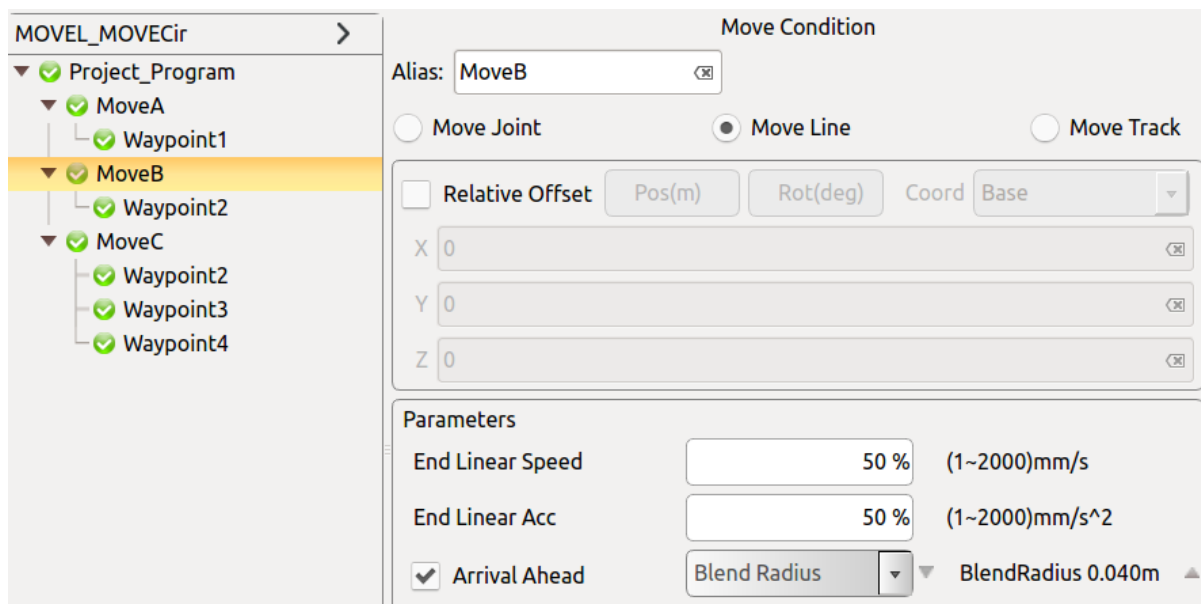 MOVEL_MOVECir
Project_Program
MoveA
Waypoint1
MoveB
Waypoint2
MoveC
Waypoint2
Waypoint3
Waypoint4
Move Condition
Alias: MoveB
Move Joint Move Line Move Track
Relative Offset Pos(m) Rot(deg) Coord Base
X 0
Y 0
Z 0
Parameters
End Linear Speed 50 % (1~2000)mm/s
End Linear Acc 50 % (1~2000)mm/s^2
Arrival Ahead Blend Radius BlendRadius 0.040m